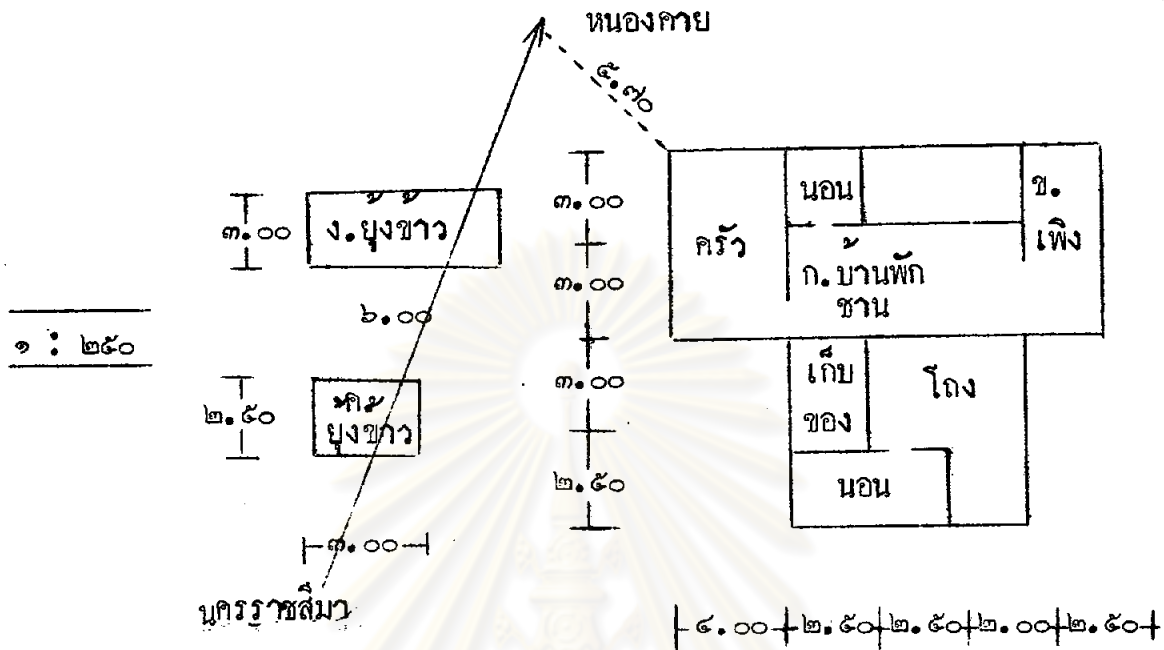 หนองคาย
๕.๗๐
๓.๐๐
ง.ยุ้งข้าว
๓.๐๐
นอน
ข.
เพิง
ครัว
ก.บ้านพัก
ชาน
๓.๐๐
๖.๐๐
๑ : ๒๕๐
๒.๕๐
ยุ้งข้าว
๓.๐๐
เก็บ
ของ
โถง
๒.๕๐
นอน
๓.๐๐
นครราชสีมา
๔.๐๐ ๒.๕๐ ๒.๕๐ ๒.๐๐ ๒.๕๐